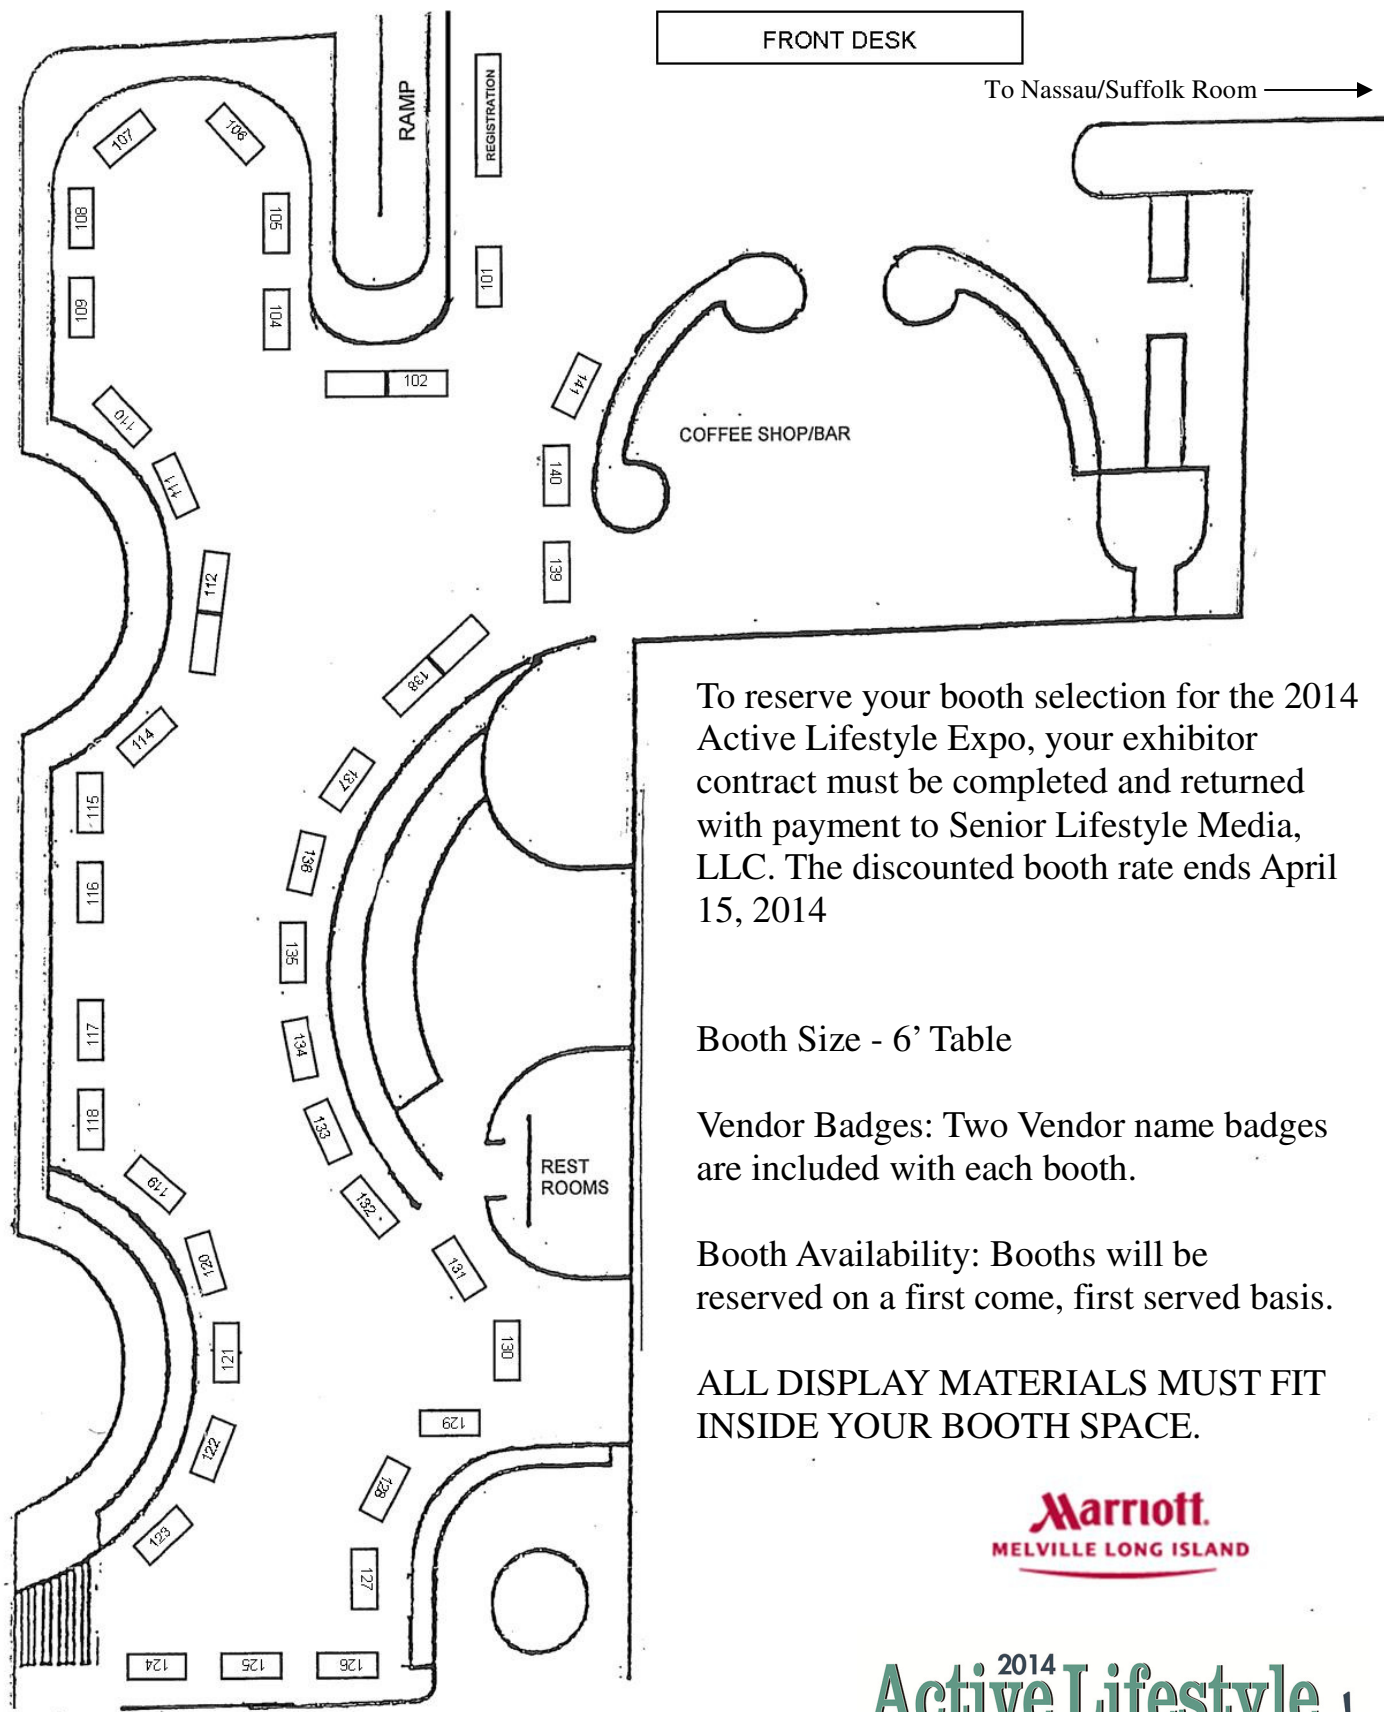 FRONT DESK
To Nassau/Suffolk Room
RAMP
REGISTRATION
107
106
108
105
101
109
104
102
141
110
COFFEE SHOP/BAR
111
140
139
112
138
114
137
115
136
116
135
117
134
118
133
119
132
REST
ROOMS
120
131
121
130
129
122
128
123
127
124
125
126
To reserve your booth selection for the 2014
Active Lifestyle Expo, your exhibitor
contract must be completed and returned
with payment to Senior Lifestyle Media,
LLC. The discounted booth rate ends April
15, 2014
Booth Size - 6’ Table
Vendor Badges: Two Vendor name badges
are included with each booth.
Booth Availability: Booths will be
reserved on a first come, first served basis.
ALL DISPLAY MATERIALS MUST FIT
INSIDE YOUR BOOTH SPACE.
Marriott.
MELVILLE LONG ISLAND
2014
Active Lifestyle